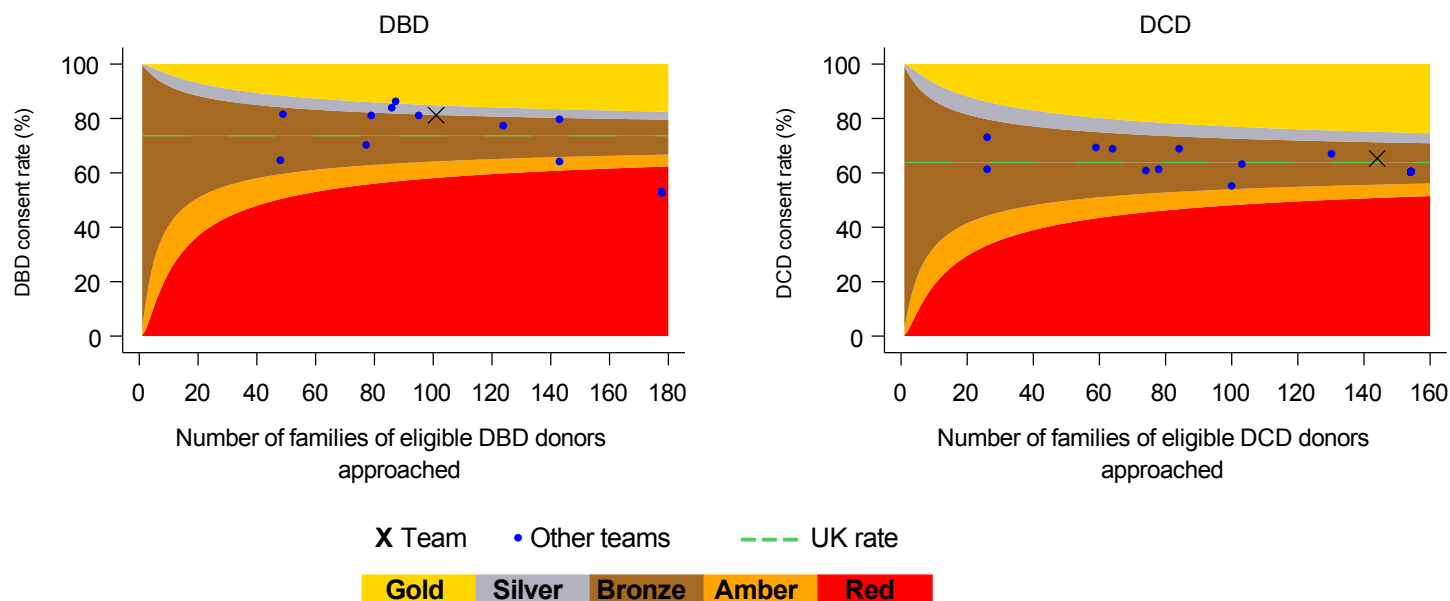 DBD
DBD consent rate (%)
100
80
60
40
20
0
0 20 40 60 80 100 120 140 160 180
Number of families of eligible DBD donors
approached
DCD
DCD consent rate (%)
100
80
60
40
20
0
0 20 40 60 80 100 120 140 160
Number of families of eligible DCD donors
approached
X Team Other teams UK rate
Gold Silver Bronze Amber Red